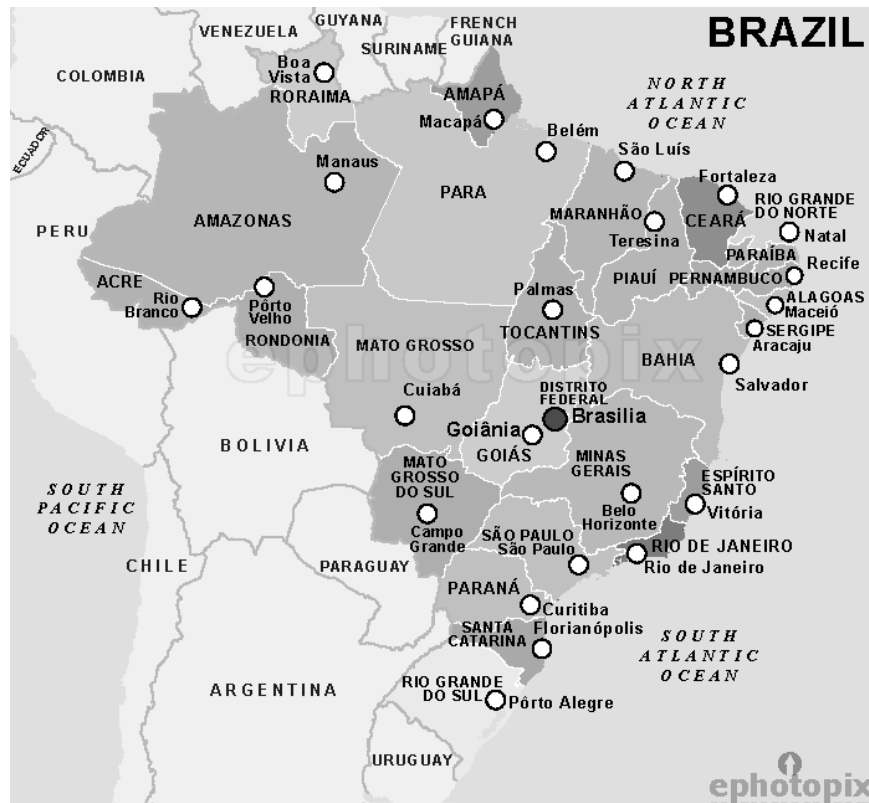 BRAZIL
GUYANA
FRENCH
GUIANA
VENEZUELA
SURINAME
COLOMBIA
Boa
Vista
RORAIMA
AMAPÁ
Macapá
NORTH
ATLANTIC
OCEAN
ECUADOR
Belém
São Luís
Manaus
Fortaleza
PARA
RIO GRANDE
DO NORTE
AMAZONAS
MARANHÃO
CEARÁ
PERU
Teresina
Natal
PARAÍBA
Recife
ACRE
PIAUÍ
PERNAMBUCO
Rio
Branco
Pôrto
Velho
Palmas
ALAGOAS
Maceió
RONDONIA
MATO GROSSO
TOCANTINS
SERGIPE
Aracaju
ephotopix
BAHIA
Cuiabá
DISTRITO
FEDERAL
Salvador
Goiânia
Brasilia
BOLIVIA
GOIÁS
MINAS
GERAIS
MATO
GROSSO
DO SUL
ESPÍRITO
SANTO
SOUTH
PACIFIC
OCEAN
Belo
Horizonte
Vitória
Campo
Grande
SÃO PAULO
São Paulo
RIO DE JANEIRO
Rio de Janeiro
CHILE
PARAGUAY
PARANÁ
Curitiba
SANTA
CATARINA
Florianópolis
SOUTH
ATLANTIC
OCEAN
ARGENTINA
RIO GRANDE
DO SUL
Pôrto Alegre
URUGUAY
ephotopix